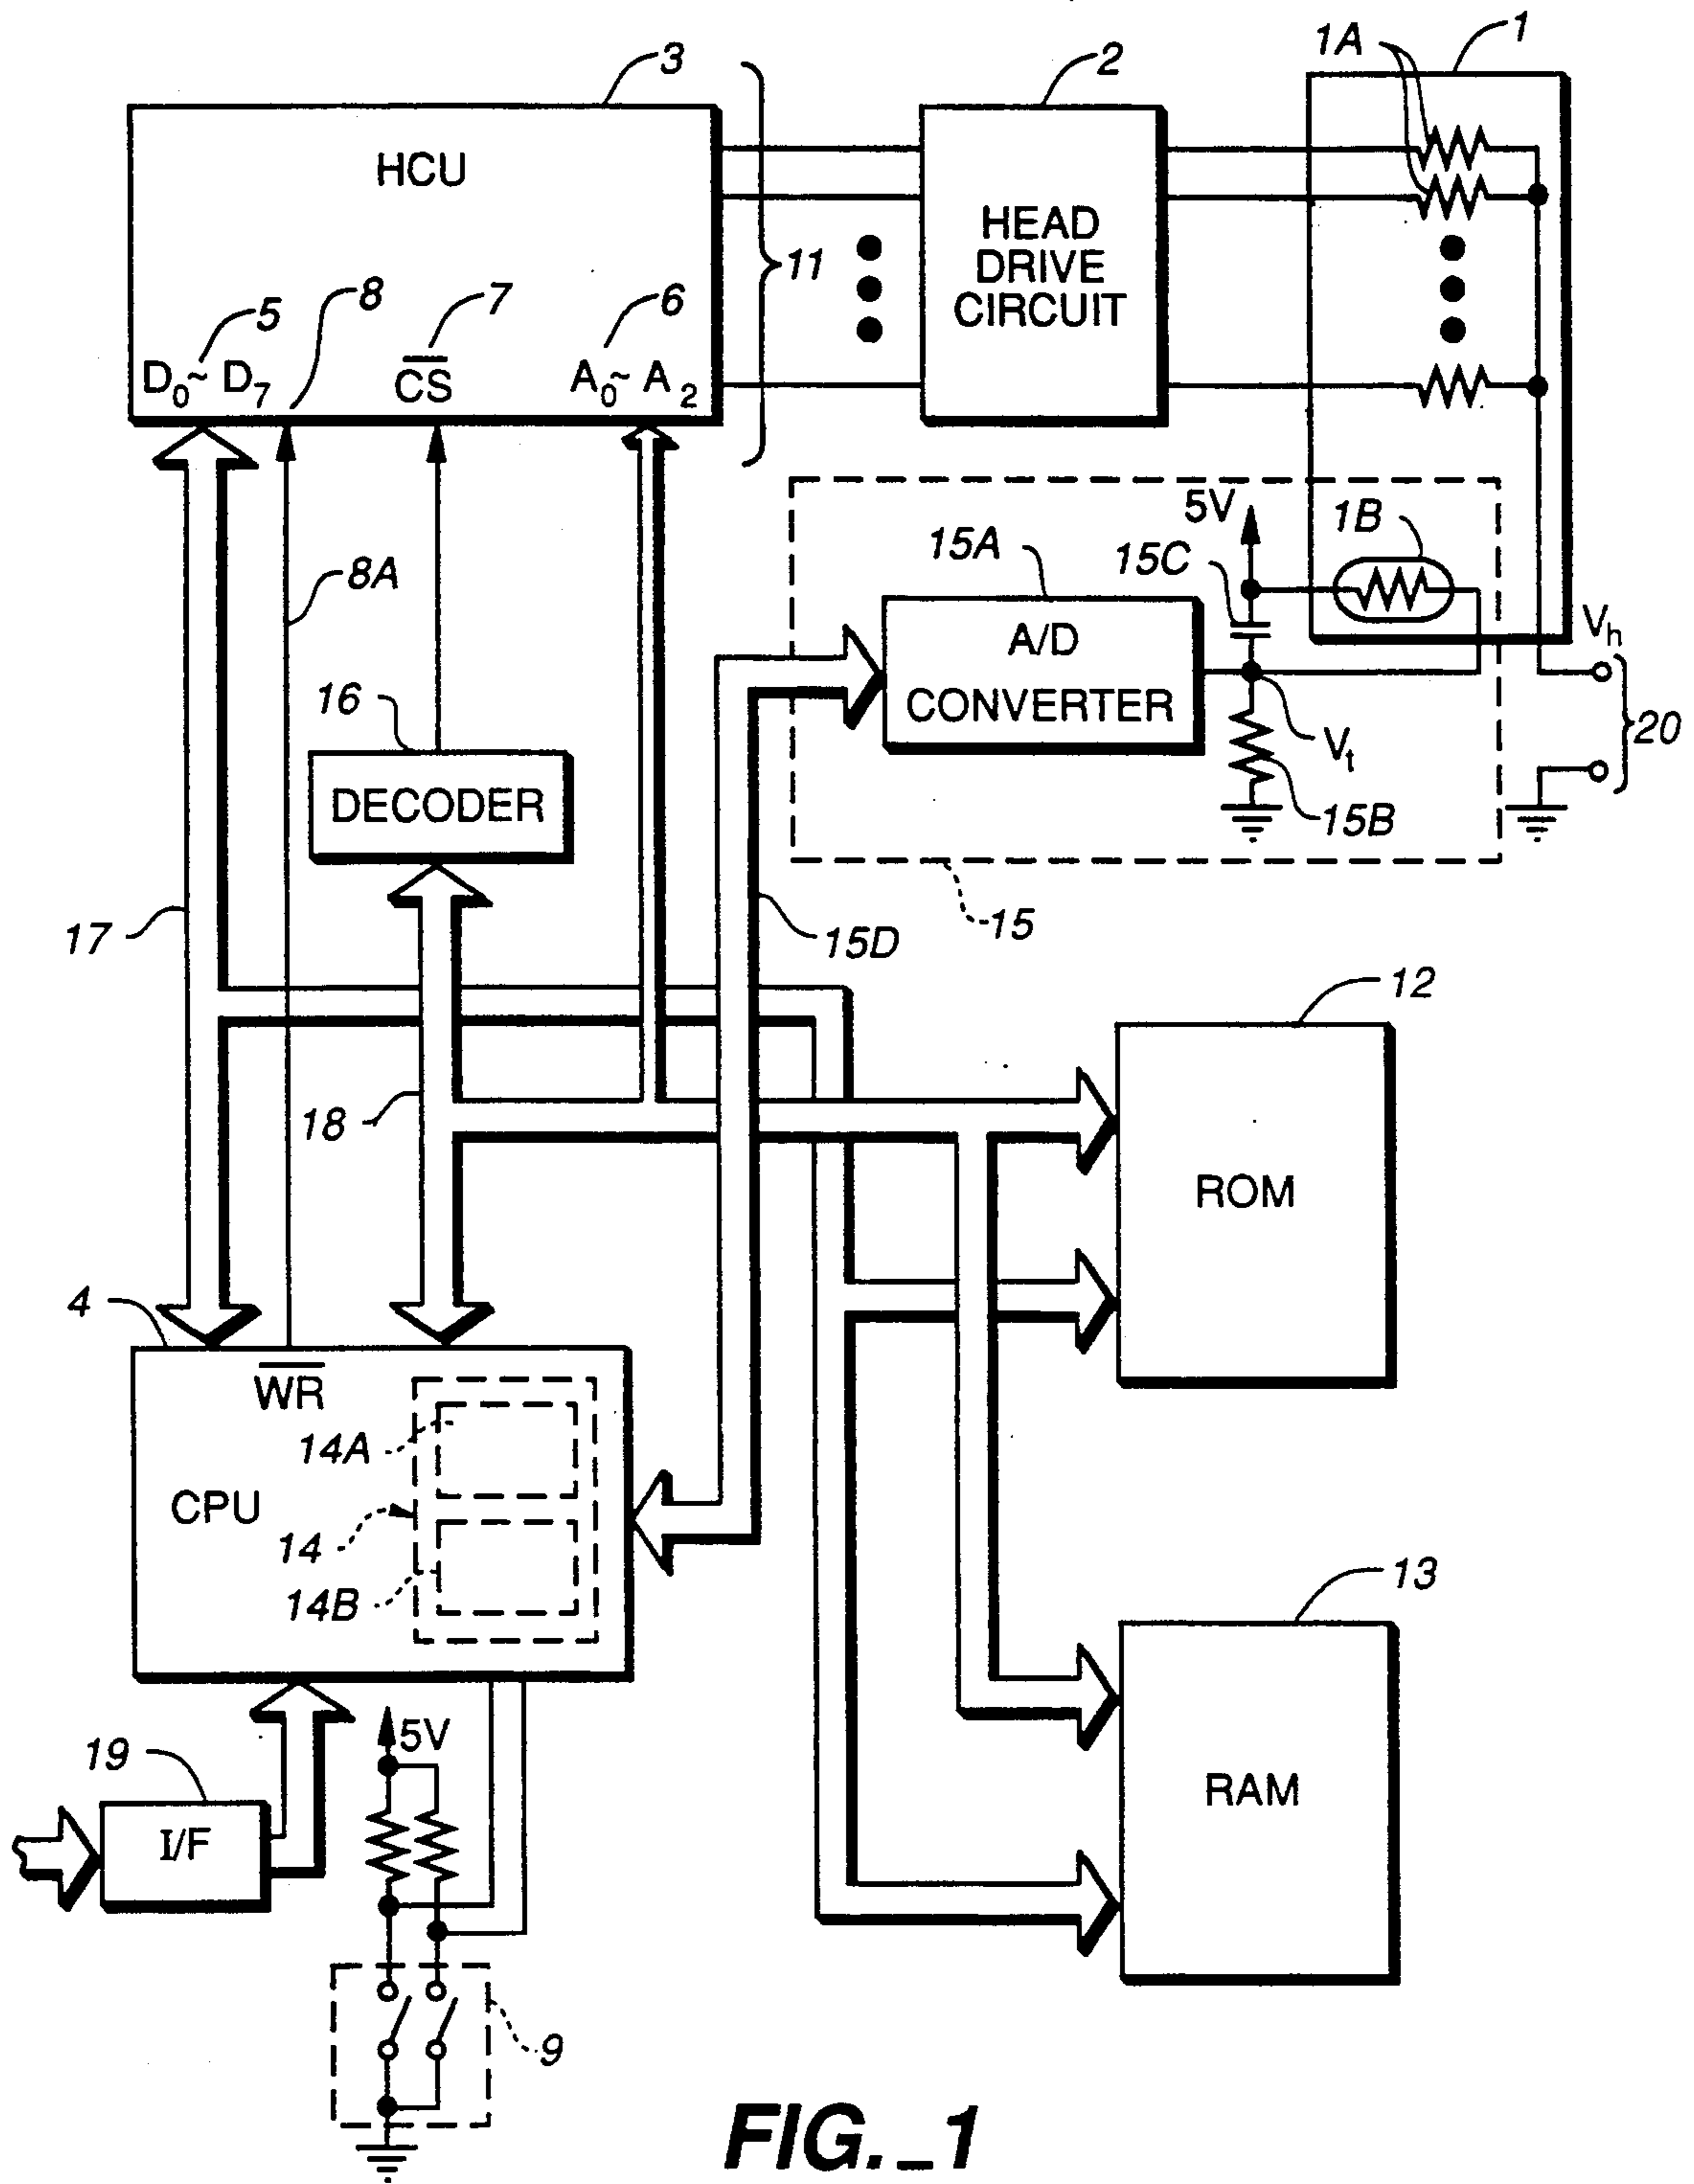 1
1A
3
2
HCU
HEAD
DRIVE
CIRCUIT
11
5
8
7
6
D0~ D7
CS
A0~ A2
5V
1B
15A
15C
8A
A/D
CONVERTER
Vh
16
20
Vt
DECODER
15B
17
15D
15
12
18
ROM
4
WR
14A
CPU
14
14B
13
5V
19
RAM
I/F
9
FIG._1